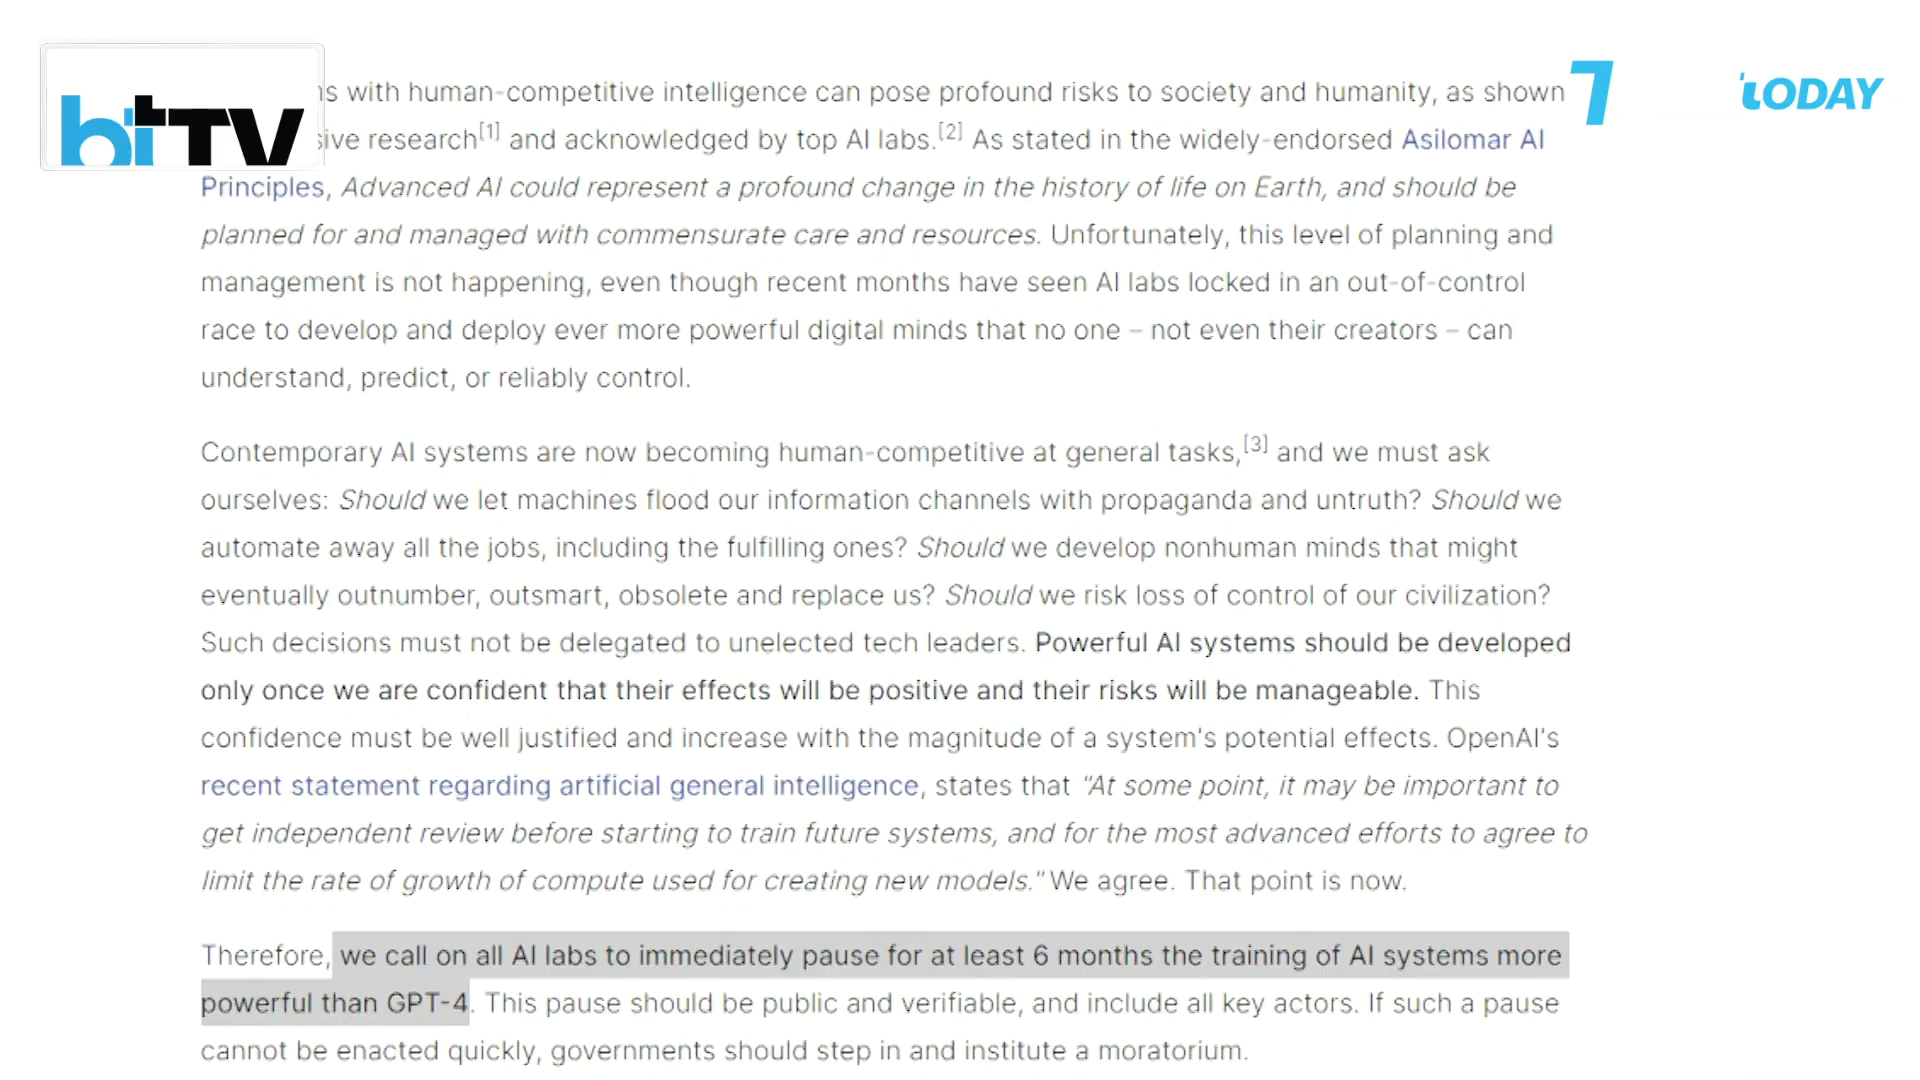 btTV
7
TODAY
with human-competitive intelligence can pose profound risks to society and humanity, as shown
research[1] and acknowledged by top AI labs.[2] As stated in the widely-endorsed Asilomar AI
Principles, Advanced AI could represent a profound change in the history of life on Earth, and should be
planned for and managed with commensurate care and resources. Unfortunately, this level of planning and
management is not happening, even though recent months have seen AI labs locked in an out-of-control
race to develop and deploy ever more powerful digital minds that no one – not even their creators – can
understand, predict, or reliably control.
Contemporary AI systems are now becoming human-competitive at general tasks,[3] and we must ask
ourselves: Should we let machines flood our information channels with propaganda and untruth? Should we
automate away all the jobs, including the fulfilling ones? Should we develop nonhuman minds that might
eventually outnumber, outsmart, obsolete and replace us? Should we risk loss of control of our civilization?
Such decisions must not be delegated to unelected tech leaders. Powerful AI systems should be developed
only once we are confident that their effects will be positive and their risks will be manageable. This
confidence must be well justified and increase with the magnitude of a system's potential effects. OpenAI's
recent statement regarding artificial general intelligence, states that "At some point, it may be important to
get independent review before starting to train future systems, and for the most advanced efforts to agree to
limit the rate of growth of compute used for creating new models." We agree. That point is now.
Therefore, we call on all AI labs to immediately pause for at least 6 months the training of AI systems more
powerful than GPT-4. This pause should be public and verifiable, and include all key actors. If such a pause
cannot be enacted quickly, governments should step in and institute a moratorium.